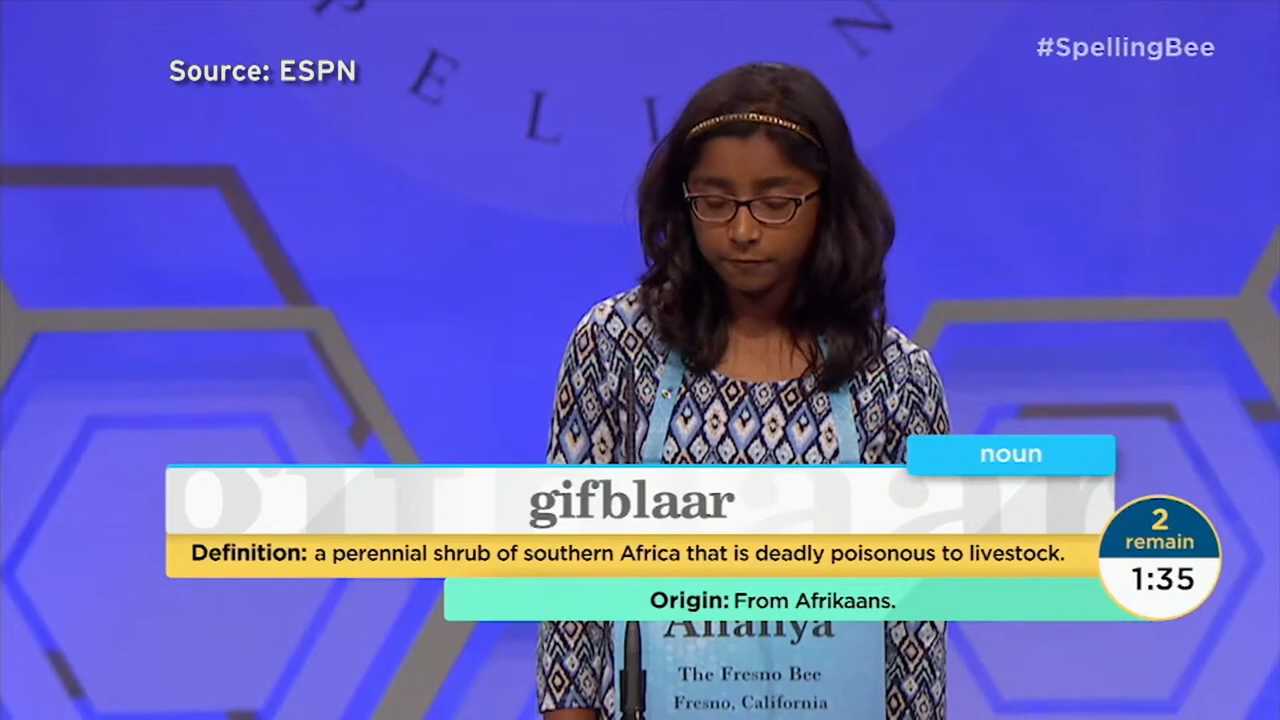 P E L I N
Source: ESPN
#SpellingBee
noun
gifblaar
Definition: a perennial shrub of southern Africa that is deadly poisonous to livestock.
2
remain
1:35
Origin: From Afrikaans.
Ananya
The Fresno Bee
Fresno, California